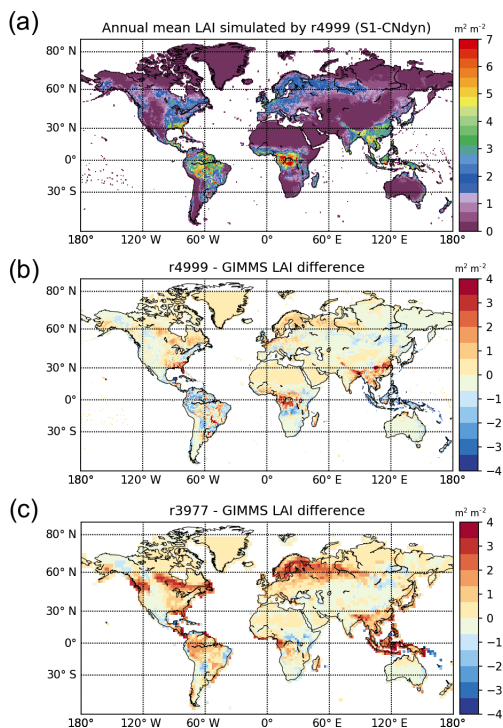 (a)
Annual mean LAI simulated by r4999 (S1-CNdyn)
m² m⁻²
80° N
60° N
30° N
0°
30° S
7
6
5
4
3
2
1
0
180° 120° W 60° W 0° 60° E 120° E 180°
(b)
r4999 - GIMMS LAI difference
m² m⁻²
80° N
60° N
30° N
0°
30° S
4
3
2
1
0
−1
−2
−3
−4
180° 120° W 60° W 0° 60° E 120° E 180°
(c)
r3977 - GIMMS LAI difference
m² m⁻²
80° N
60° N
30° N
0°
30° S
4
3
2
1
0
−1
−2
−3
−4
180° 120° W 60° W 0° 60° E 120° E 180°